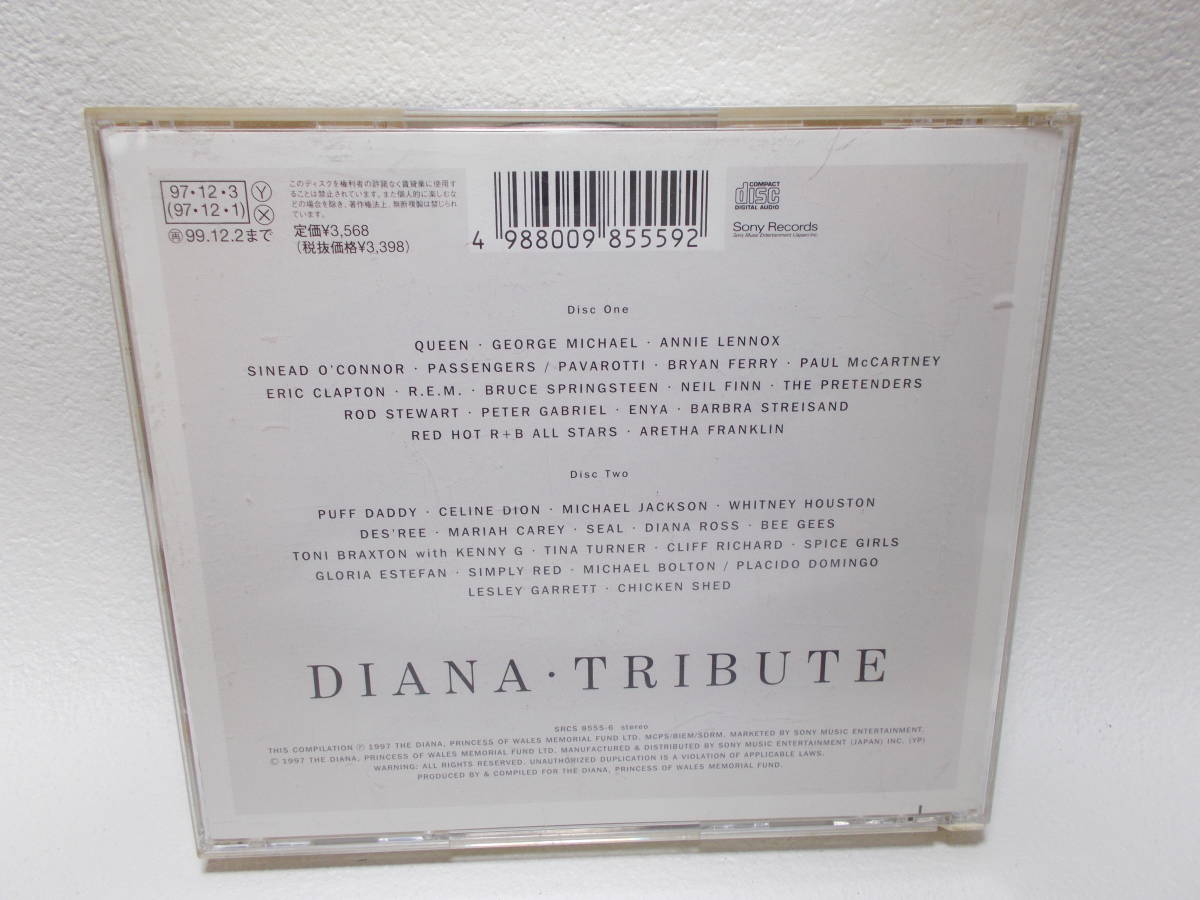 97・12・3 Ⓨ
(97・12・1) Ⓧ
㊞99.12.2まで
このディスクを権利者の許諾なく賃貸業に使用す
ることは禁止されています。また個人的に楽しむな
どの場合を除き、著作権法上、無断複製は禁じられ
ています。
定価¥3,568
(税抜価格¥3,398)
4 988009 855592
COMPACT
disc
DIGITAL AUDIO
Sony Records
Sony Music Entertainment (Japan) Inc.
Disc One
QUEEN · GEORGE MICHAEL · ANNIE LENNOX
SINEAD O'CONNOR · PASSENGERS / PAVAROTTI · BRYAN FERRY · PAUL McCARTNEY
ERIC CLAPTON · R.E.M. · BRUCE SPRINGSTEEN · NEIL FINN · THE PRETENDERS
ROD STEWART · PETER GABRIEL · ENYA · BARBRA STREISAND
RED HOT R+B ALL STARS · ARETHA FRANKLIN
Disc Two
PUFF DADDY · CELINE DION · MICHAEL JACKSON · WHITNEY HOUSTON
DES'REE · MARIAH CAREY · SEAL · DIANA ROSS · BEE GEES
TONI BRAXTON with KENNY G · TINA TURNER · CLIFF RICHARD · SPICE GIRLS
GLORIA ESTEFAN · SIMPLY RED · MICHAEL BOLTON / PLACIDO DOMINGO
LESLEY GARRETT · CHICKEN SHED
DIANA · TRIBUTE
SRCS 8555-6 stereo
THIS COMPILATION ℗ 1997 THE DIANA, PRINCESS OF WALES MEMORIAL FUND LTD. MCPS/BIEM/SDRM. MARKETED BY SONY MUSIC ENTERTAINMENT.
© 1997 THE DIANA, PRINCESS OF WALES MEMORIAL FUND LTD. MANUFACTURED & DISTRIBUTED BY SONY MUSIC ENTERTAINMENT (JAPAN) INC. (YP)
WARNING: ALL RIGHTS RESERVED. UNAUTHORIZED DUPLICATION IS A VIOLATION OF APPLICABLE LAWS.
PRODUCED BY & COMPILED FOR THE DIANA, PRINCESS OF WALES MEMORIAL FUND.